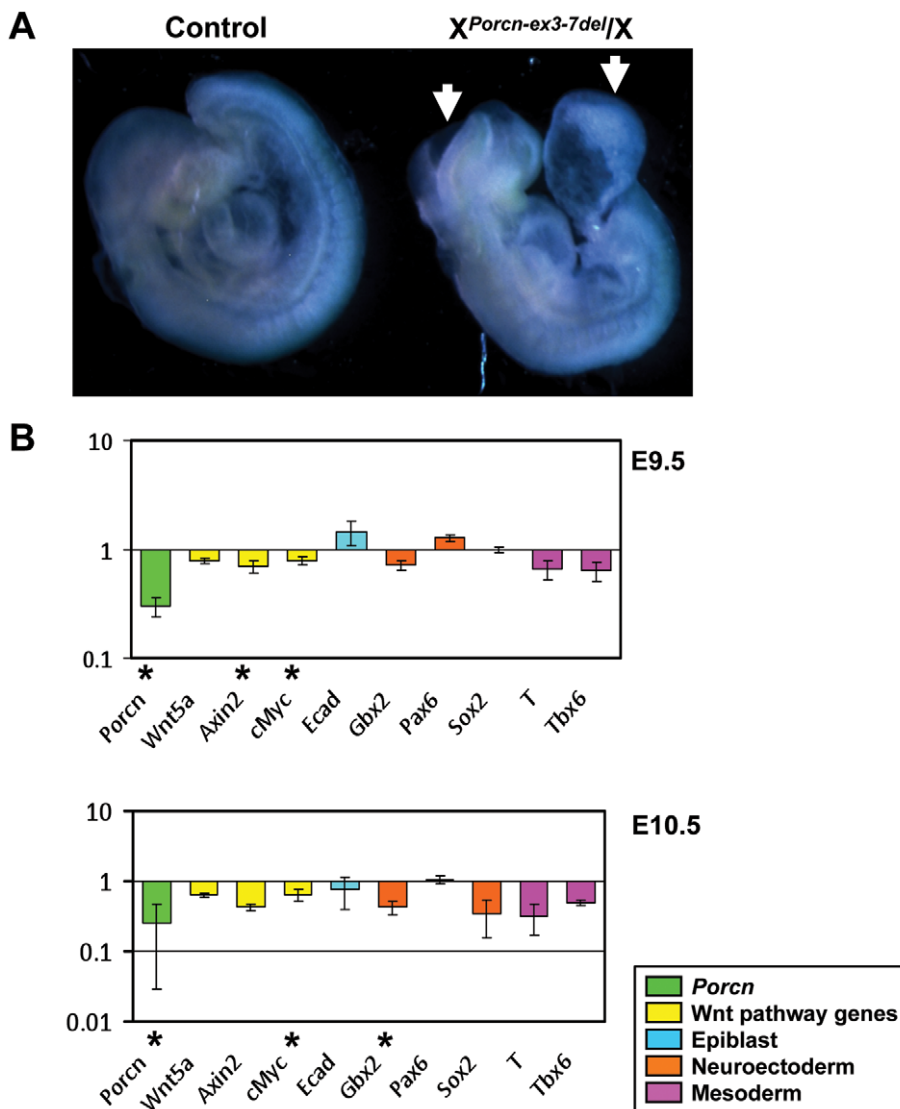 A
Control
XPorcn-ex3-7del/X
B
10
1
0.1
E9.5
* * *
Porcn Wnt5a Axin2 cMyc Ecad Gbx2 Pax6 Sox2 T Tbx6
10
1
0.1
0.01
E10.5
* * *
Porcn Wnt5a Axin2 cMyc Ecad Gbx2 Pax6 Sox2 T Tbx6
Porcn
Wnt pathway genes
Epiblast
Neuroectoderm
Mesoderm